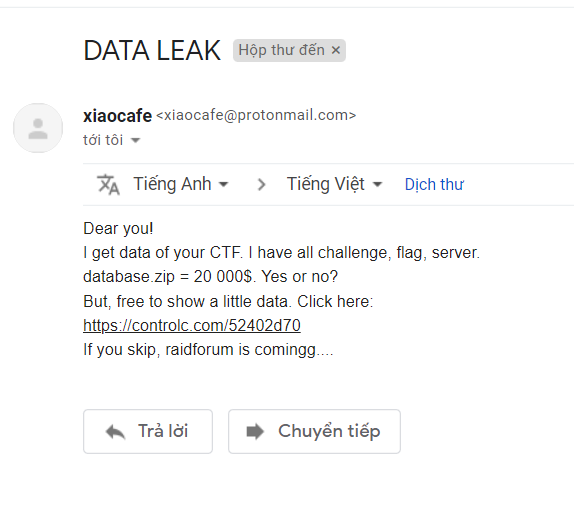 DATA LEAK Hộp thư đến ×
xiaocafe <xiaocafe@protonmail.com>
tới tôi
Tiếng Anh > Tiếng Việt Dịch thư
Dear you!
I get data of your CTF. I have all challenge, flag, server.
database.zip = 20 000$. Yes or no?
But, free to show a little data. Click here:
https://controlc.com/52402d70
If you skip, raidforum is comingg....
Trả lời Chuyển tiếp